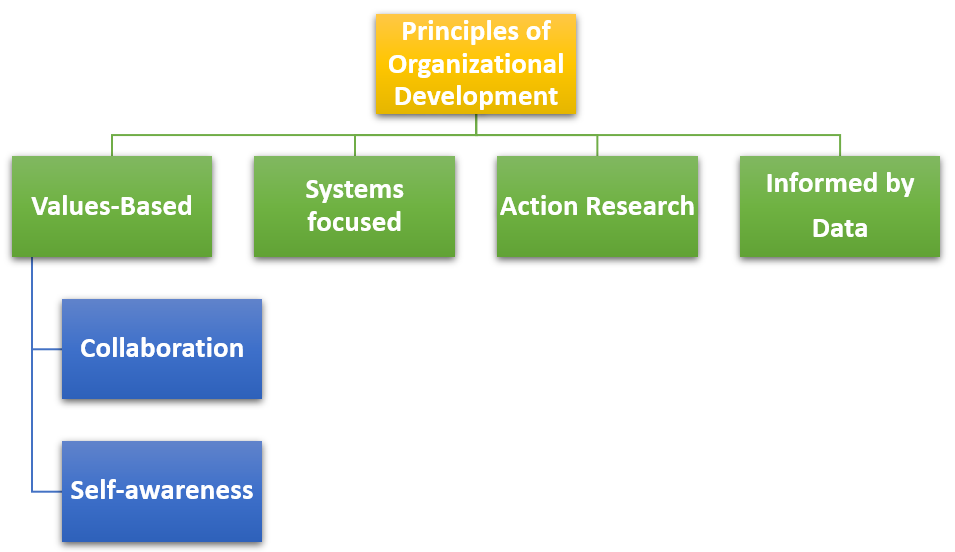 Principles of
Organizational
Development
Values-Based
Systems
focused
Action Research
Informed by
Data
Collaboration
Self-awareness